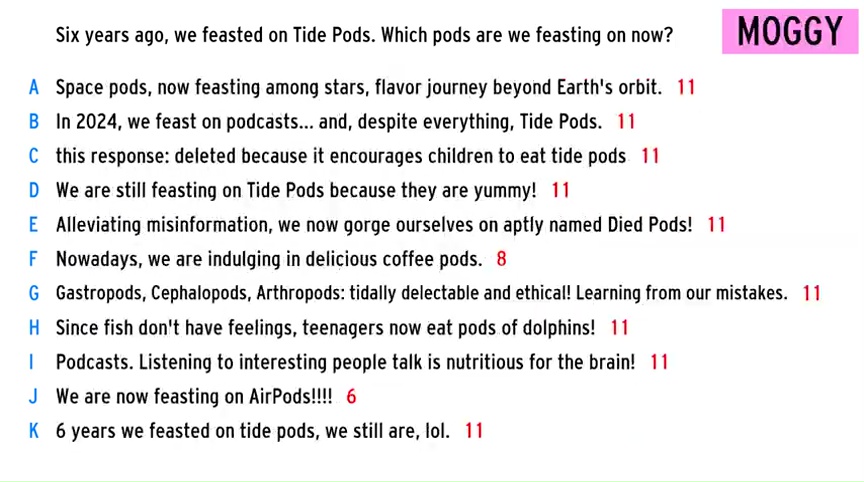 Six years ago, we feasted on Tide Pods. Which pods are we feasting on now?
MOGGY
A Space pods, now feasting among stars, flavor journey beyond Earth's orbit. 11
B In 2024, we feast on podcasts... and, despite everything, Tide Pods. 11
C this response: deleted because it encourages children to eat tide pods 11
D We are still feasting on Tide Pods because they are yummy! 11
E Alleviating misinformation, we now gorge ourselves on aptly named Died Pods! 11
F Nowadays, we are indulging in delicious coffee pods. 8
G Gastropods, Cephalopods, Arthropods: tidally delectable and ethical! Learning from our mistakes. 11
H Since fish don't have feelings, teenagers now eat pods of dolphins! 11
I Podcasts. Listening to interesting people talk is nutritious for the brain! 11
J We are now feasting on AirPods!!!! 6
K 6 years we feasted on tide pods, we still are, lol. 11